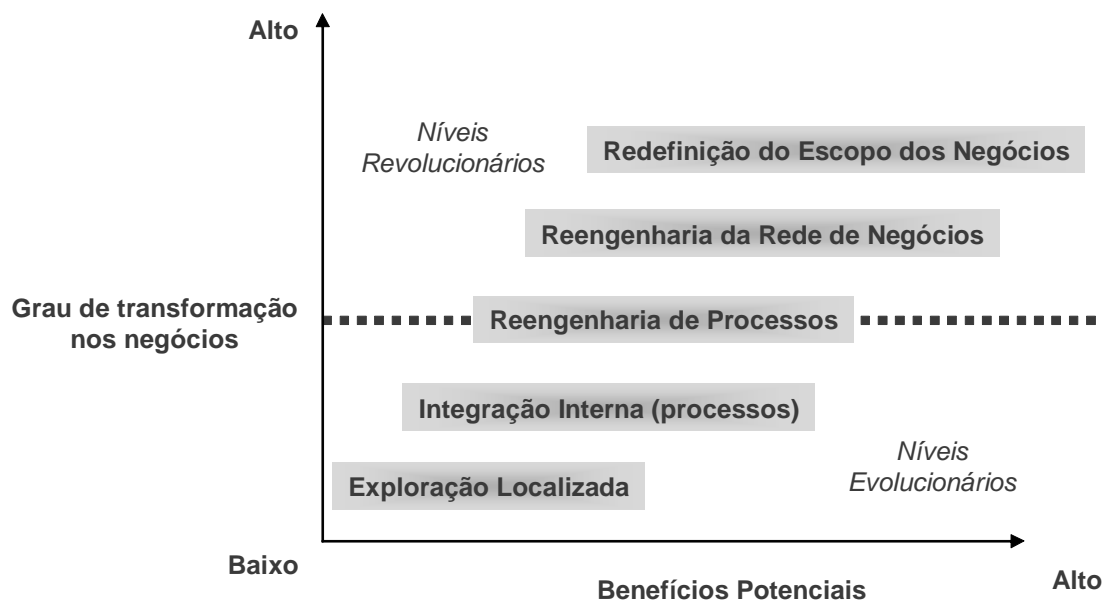 Alto
Níveis
Revolucionários
Redefinição do Escopo dos Negócios
Reengenharia da Rede de Negócios
Grau de transformação
nos negócios
Reengenharia de Processos
Integração Interna (processos)
Níveis
Evolucionários
Exploração Localizada
Baixo
Benefícios Potenciais
Alto